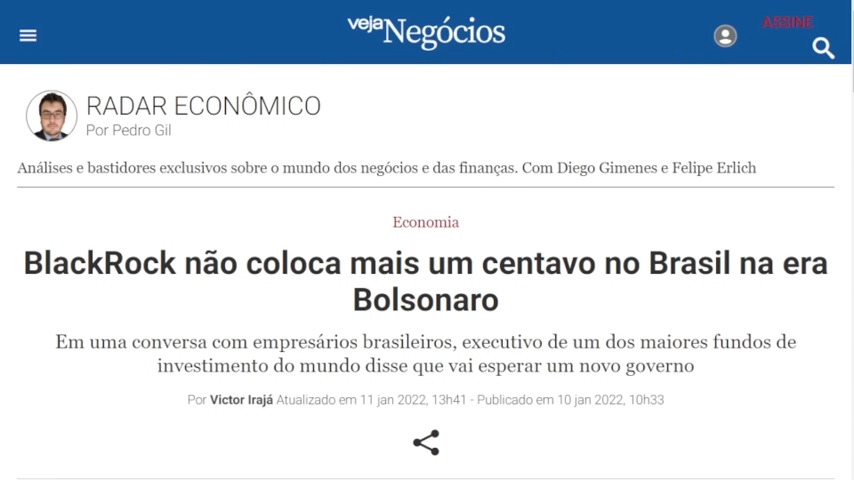 veja Negócios
ASSINE
RADAR ECONÔMICO
Por Pedro Gil
Análises e bastidores exclusivos sobre o mundo dos negócios e das finanças. Com Diego Gimenes e Felipe Erlich
Economia
BlackRock não coloca mais um centavo no Brasil na era
Bolsonaro
Em uma conversa com empresários brasileiros, executivo de um dos maiores fundos de
investimento do mundo disse que vai esperar um novo governo
Por Victor Irajá Atualizado em 11 jan 2022, 13h41 - Publicado em 10 jan 2022, 10h33